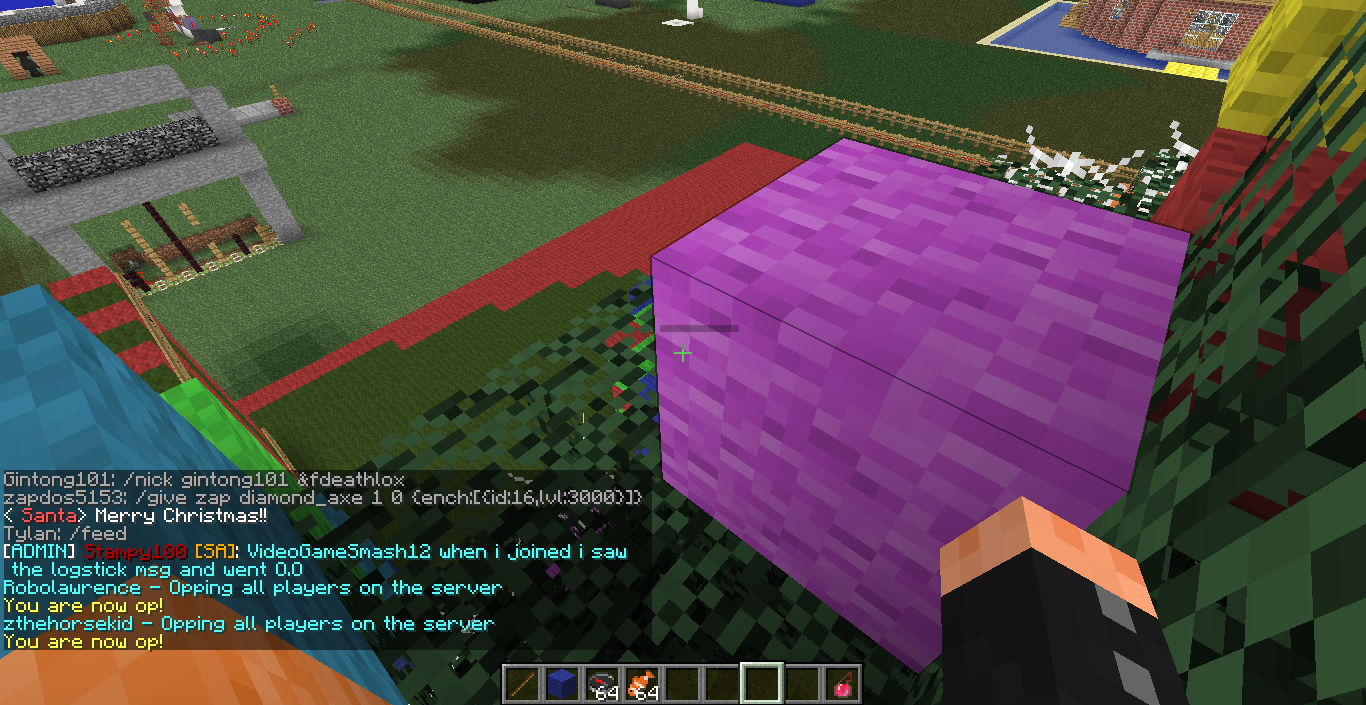 Gintong101: /nick gintong101 &fdeathlox
zapdos5153: /give zap diamond_axe 1 0 {ench:[{id:16,lvl:3000}]}
< Santa> Merry Christmas!!
Tylan: /feed
[ADMIN] Stampy100 [SA]: VideoGameSmash12 when i joined i saw
the logstick msg and went 0.0
Robolawrence - Opping all players on the server
You are now op!
zthehorsekid - Opping all players on the server
You are now op!
64 64